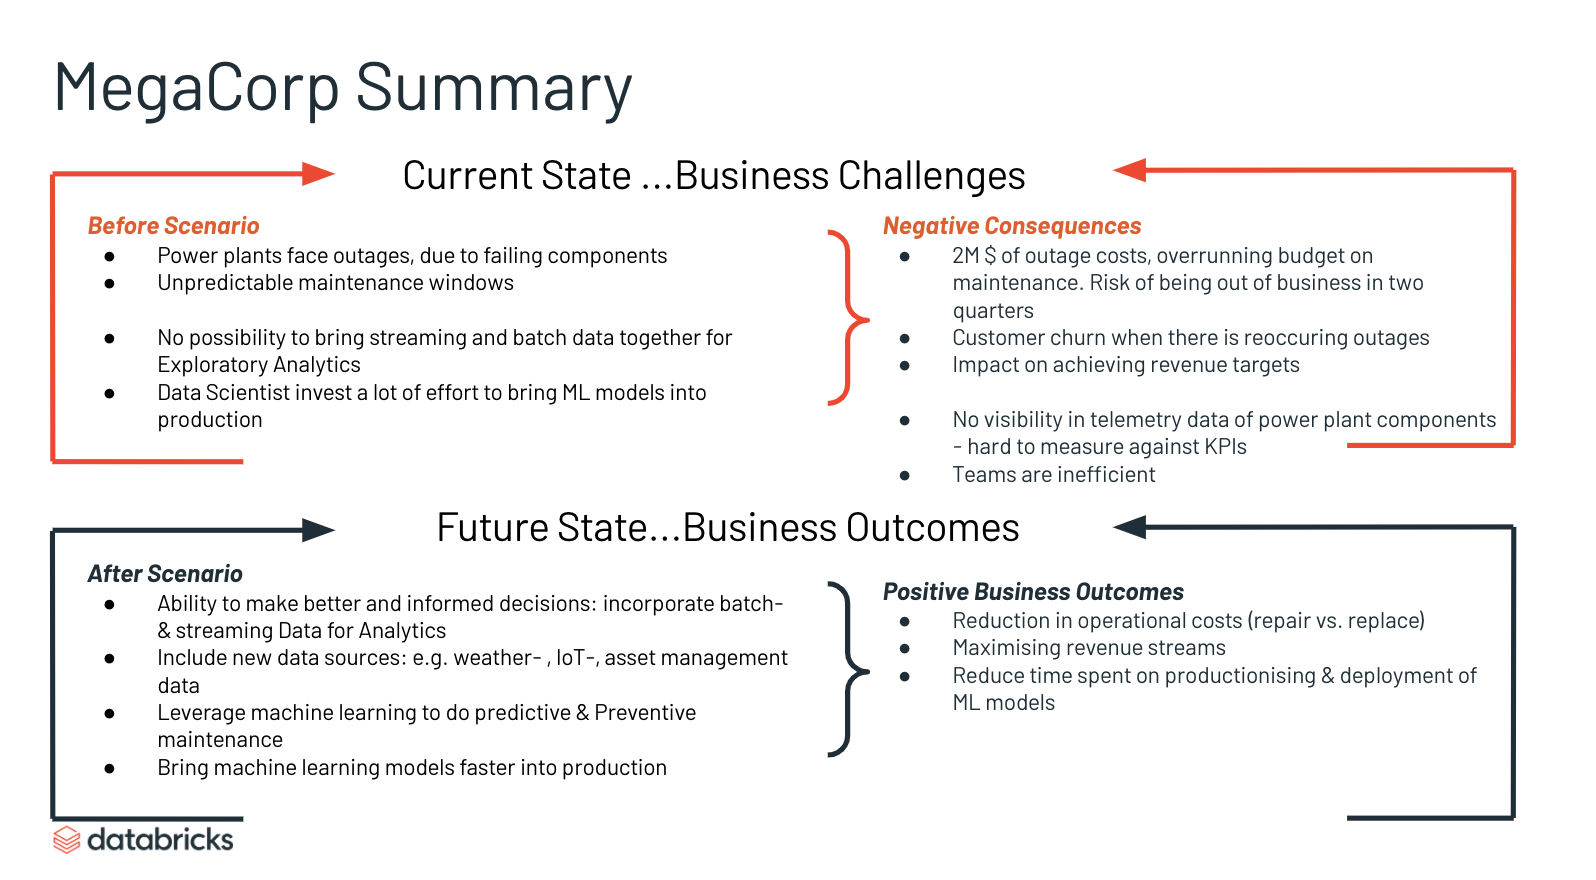 MegaCorp Summary
Current State ...Business Challenges
Before Scenario
● Power plants face outages, due to failing components
● Unpredictable maintenance windows
● No possibility to bring streaming and batch data together for
Exploratory Analytics
● Data Scientist invest a lot of effort to bring ML models into
production
Negative Consequences
● 2M $ of outage costs, overrunning budget on
maintenance. Risk of being out of business in two
quarters
● Customer churn when there is reoccuring outages
● Impact on achieving revenue targets
● No visibility in telemetry data of power plant components
- hard to measure against KPIs
● Teams are inefficient
Future State...Business Outcomes
After Scenario
● Ability to make better and informed decisions: incorporate batch-
& streaming Data for Analytics
● Include new data sources: e.g. weather- , IoT-, asset management
data
● Leverage machine learning to do predictive & Preventive
maintenance
● Bring machine learning models faster into production
Positive Business Outcomes
● Reduction in operational costs (repair vs. replace)
● Maximising revenue streams
● Reduce time spent on productionising & deployment of
ML models
databricks